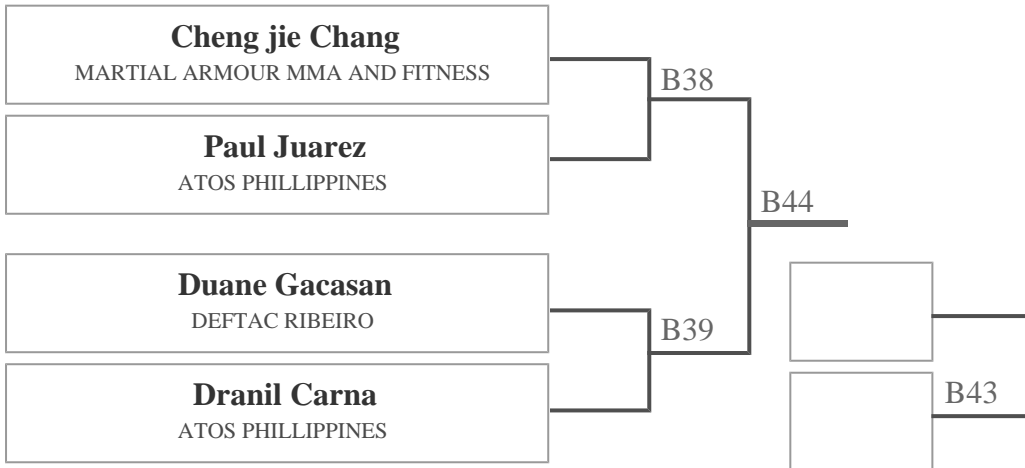 Cheng jie Chang
MARTIAL ARMOUR MMA AND FITNESS
B38
Paul Juarez
ATOS PHILLIPPINES
B44
Duane Gacasan
DEFTAC RIBEIRO
B39
Dranil Carna
ATOS PHILLIPPINES
B43